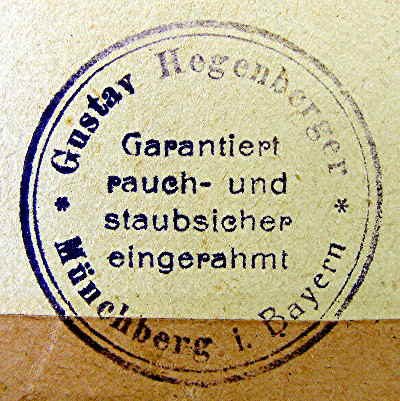 Gustav Hegenberger
Garantiert
rauch- und
staubsicher
eingerahmt
* Münchberg i. Bayern *